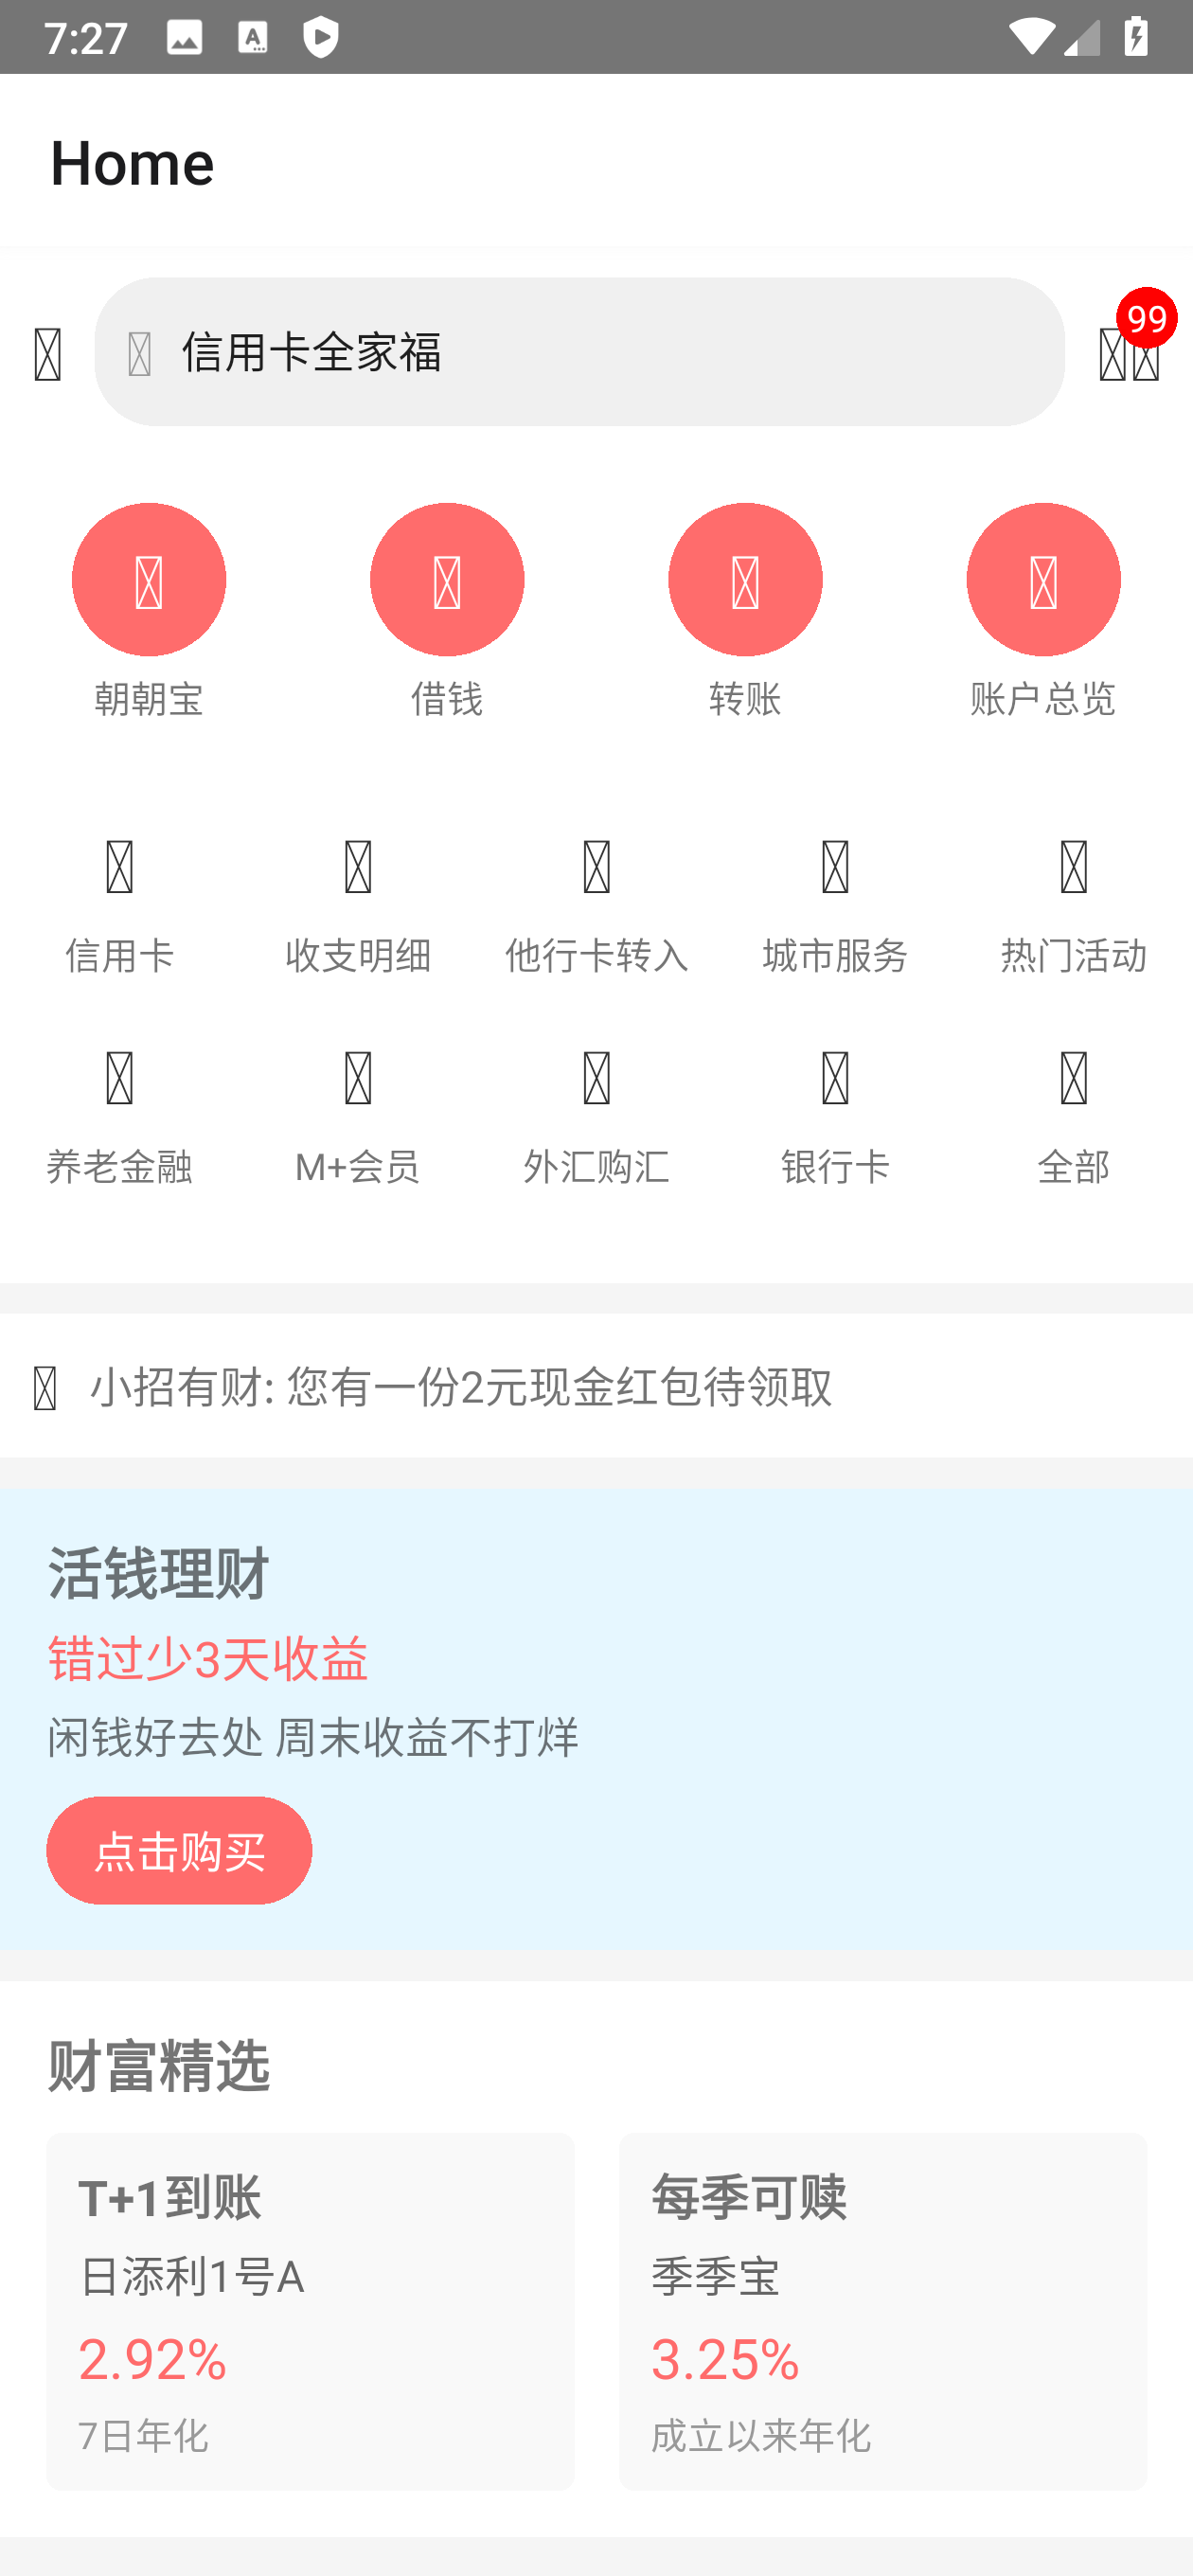 7:27
Home
信用卡全家福
99
朝朝宝
借钱
转账
账户总览
信用卡
收支明细
他行卡转入
城市服务
热门活动
养老金融
M+会员
外汇购汇
银行卡
全部
小招有财: 您有一份2元现金红包待领取
活钱理财
错过少3天收益
闲钱好去处 周末收益不打烊
点击购买
财富精选
T+1到账
日添利1号A
2.92%
7日年化
每季可赎
季季宝
3.25%
成立以来年化